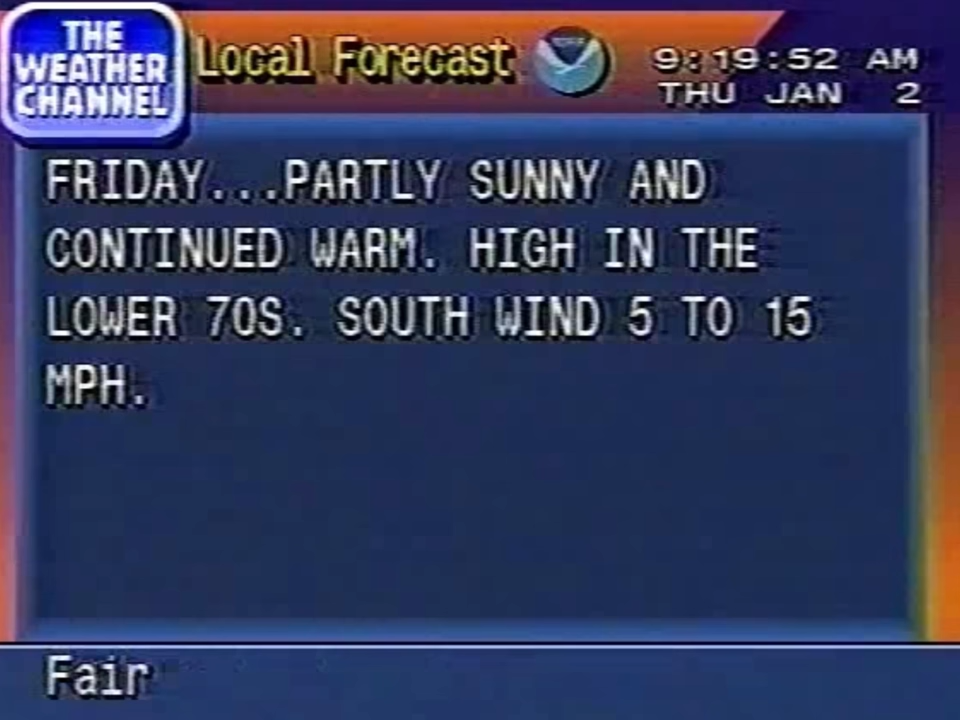 THE
WEATHER
CHANNEL
Local Forecast
9:19:52 AM
THU JAN 2
FRIDAY...PARTLY SUNNY AND
CONTINUED WARM. HIGH IN THE
LOWER 70S. SOUTH WIND 5 TO 15
MPH.
Fair